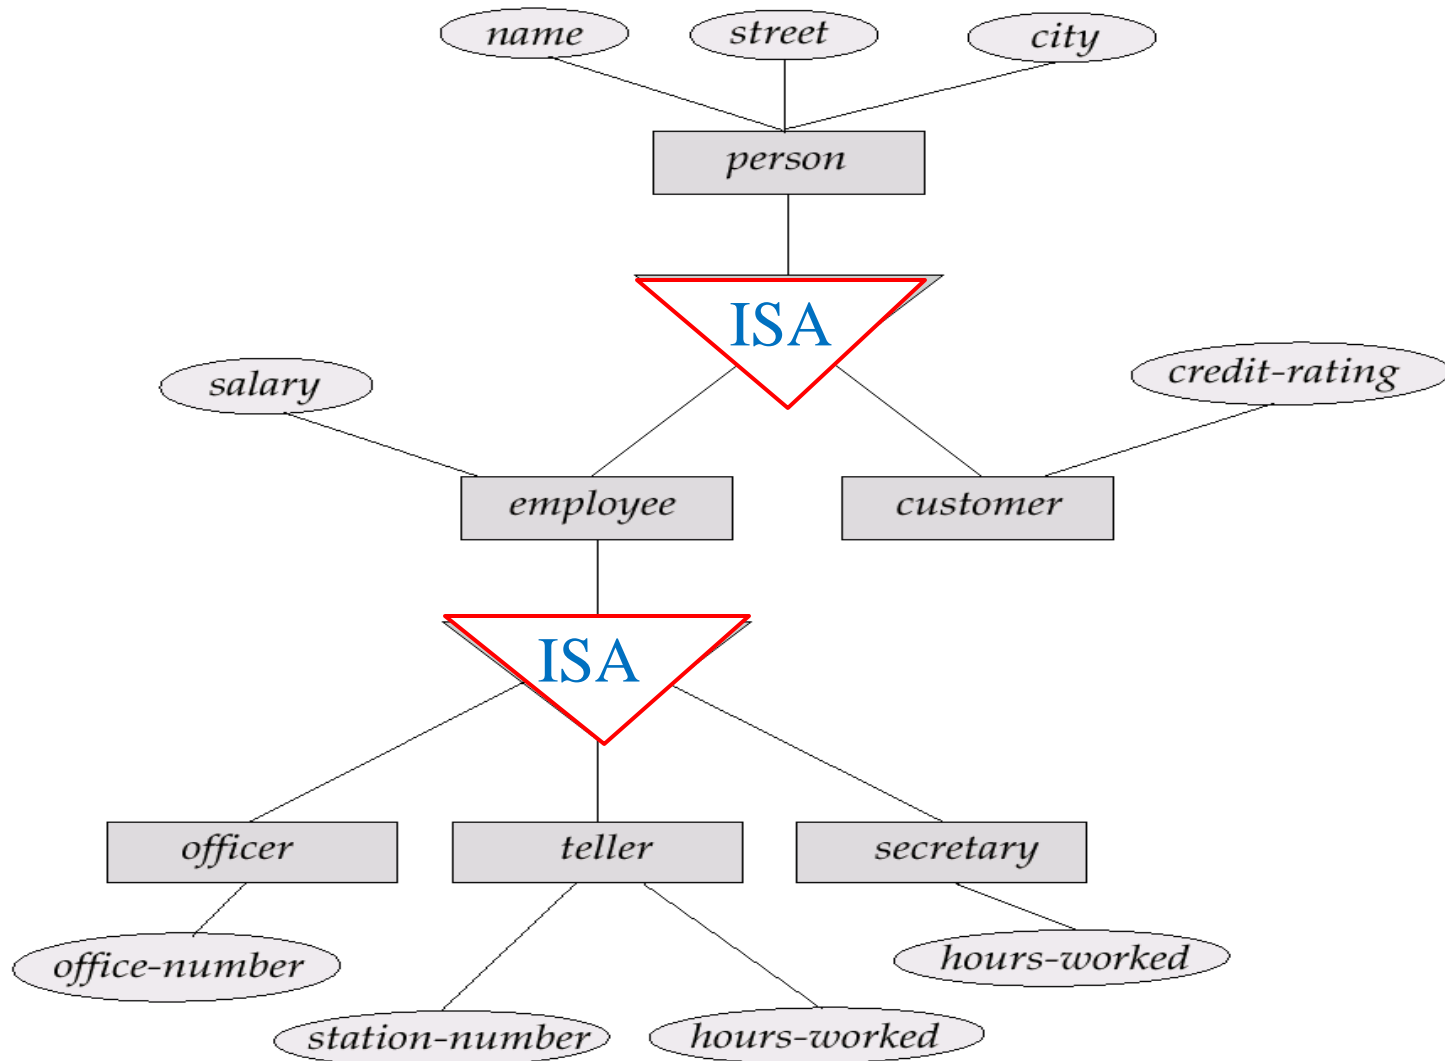 name
street
city
person
ISA
salary
credit-rating
employee
customer
ISA
officer
teller
secretary
office-number
hours-worked
station-number
hours-worked